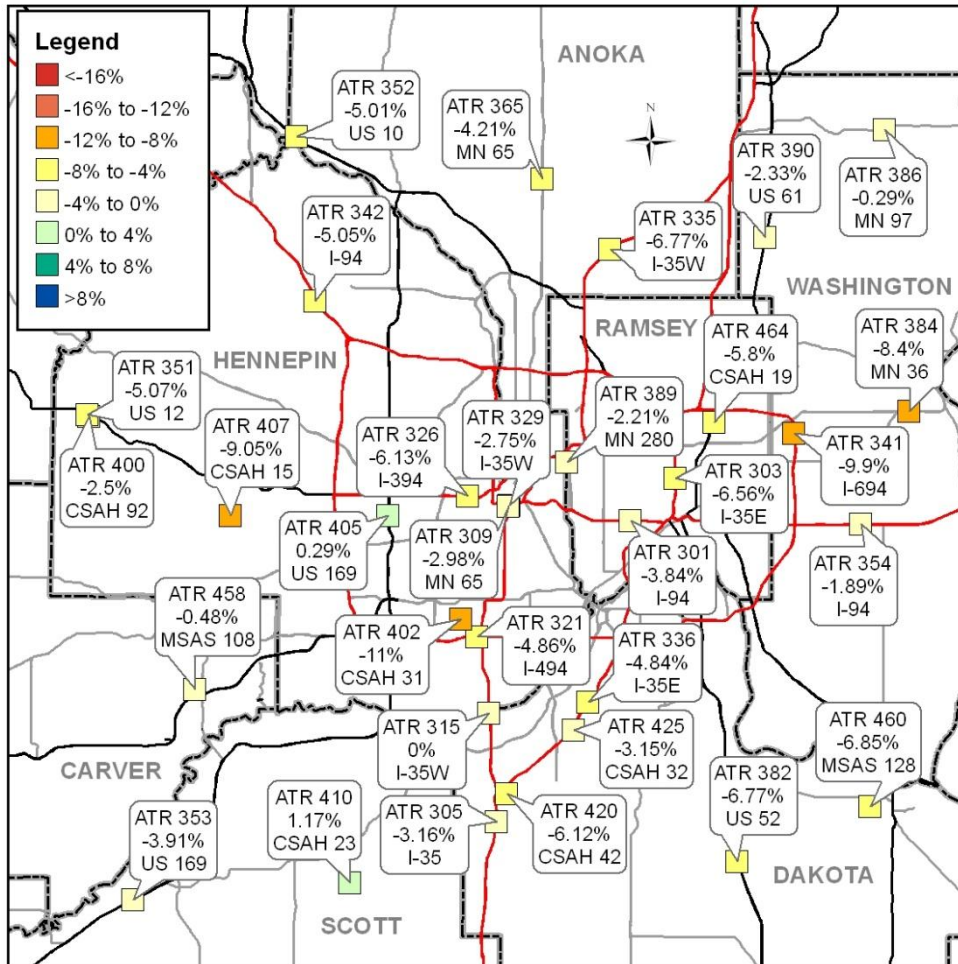 Legend
<-16%
-16% to -12%
-12% to -8%
-8% to -4%
-4% to 0%
0% to 4%
4% to 8%
>8%
ANOKA
ATR 352
-5.01%
US 10
ATR 365
-4.21%
MN 65
N
ATR 390
-2.33%
US 61
ATR 386
-0.29%
MN 97
ATR 342
-5.05%
I-94
ATR 335
-6.77%
I-35W
WASHINGTON
RAMSEY
HENNEPIN
ATR 464
-5.8%
CSAH 19
ATR 384
-8.4%
MN 36
ATR 351
-5.07%
US 12
ATR 407
-9.05%
CSAH 15
ATR 326
-6.13%
I-394
ATR 329
-2.75%
I-35W
ATR 389
-2.21%
MN 280
ATR 400
-2.5%
CSAH 92
ATR 341
-9.9%
I-694
ATR 303
-6.56%
I-35E
ATR 405
0.29%
US 169
ATR 309
-2.98%
MN 65
ATR 301
-3.84%
I-94
ATR 354
-1.89%
I-94
ATR 458
-0.48%
MSAS 108
ATR 402
-11%
CSAH 31
ATR 321
-4.86%
I-494
ATR 336
-4.84%
I-35E
ATR 315
0%
I-35W
ATR 425
-3.15%
CSAH 32
ATR 460
-6.85%
MSAS 128
CARVER
ATR 353
-3.91%
US 169
ATR 410
1.17%
CSAH 23
ATR 305
-3.16%
I-35
ATR 420
-6.12%
CSAH 42
ATR 382
-6.77%
US 52
DAKOTA
SCOTT